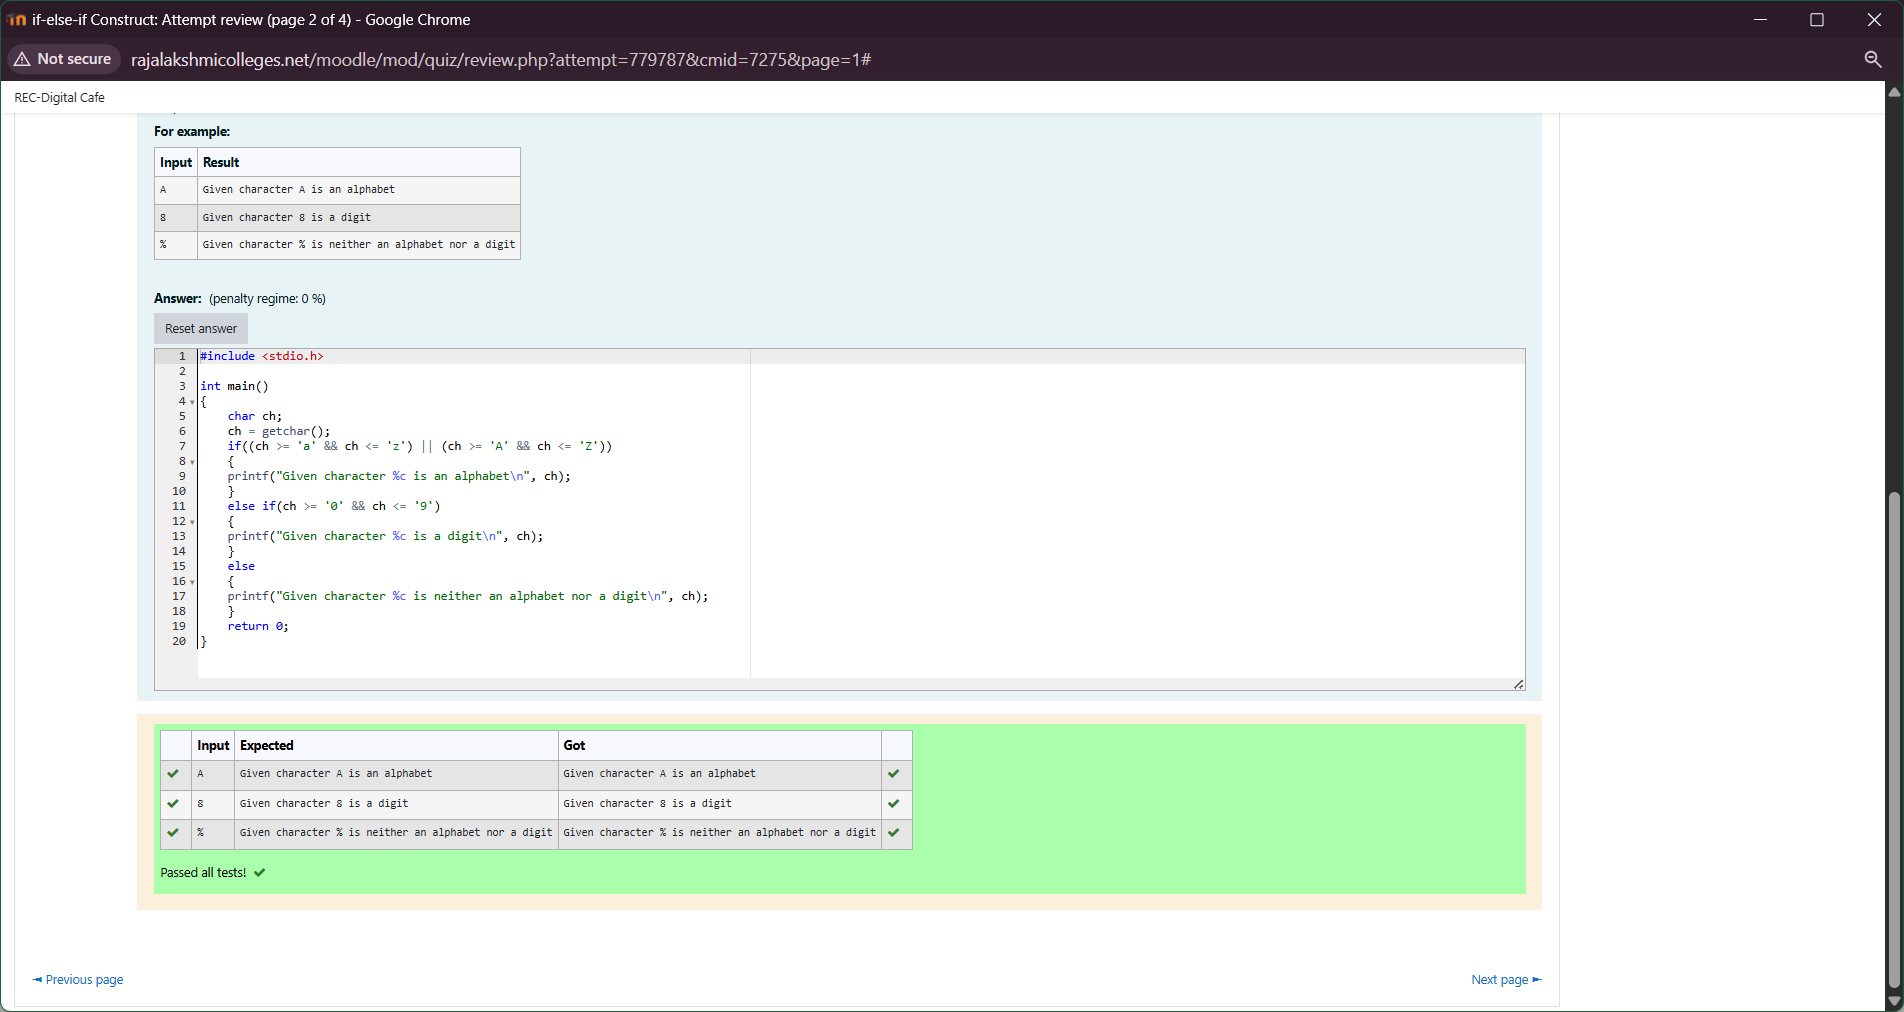 if-else-if Construct: Attempt review (page 2 of 4) - Google Chrome
Not secure rajalakshmicolleges.net/moodle/mod/quiz/review.php?attempt=779787&cmid=7275&page=1#
REC-Digital Cafe
For example:
Input Result
A Given character A is an alphabet
8 Given character 8 is a digit
% Given character % is neither an alphabet nor a digit
Answer: (penalty regime: 0 %)
Reset answer
1 #include <stdio.h>
2
3 int main()
4 {
5 char ch;
6 ch = getchar();
7 if((ch >= 'a' && ch <= 'z') || (ch >= 'A' && ch <= 'Z'))
8 {
9 printf("Given character %c is an alphabet\n", ch);
10 }
11 else if(ch >= '0' && ch <= '9')
12 {
13 printf("Given character %c is a digit\n", ch);
14 }
15 else
16 {
17 printf("Given character %c is neither an alphabet nor a digit\n", ch);
18 }
19 return 0;
20 }
Input Expected Got
A Given character A is an alphabet Given character A is an alphabet
8 Given character 8 is a digit Given character 8 is a digit
% Given character % is neither an alphabet nor a digit Given character % is neither an alphabet nor a digit
Passed all tests!
◄ Previous page
Next page ►